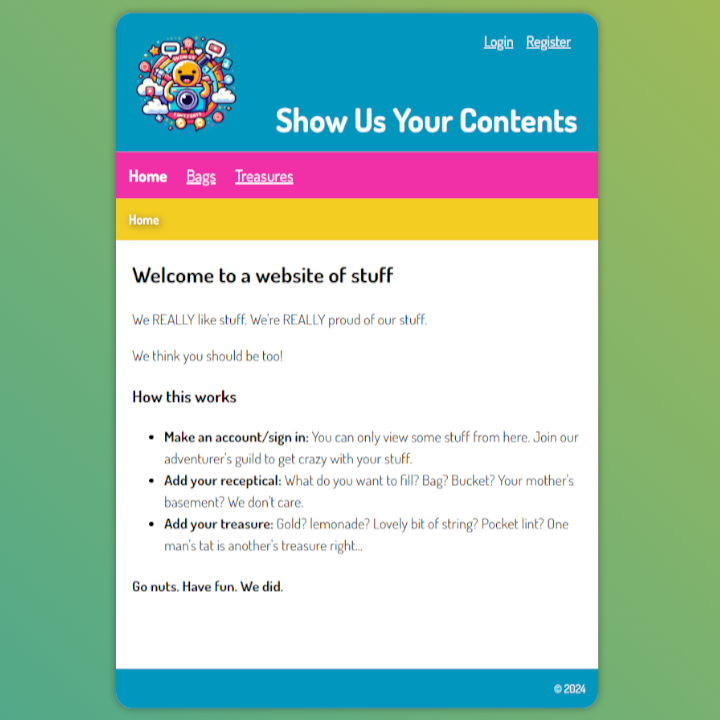 Login Register
Show Us Your Contents
Home Bags Treasures
Home
Welcome to a website of stuff
We REALLY like stuff. We're REALLY proud of our stuff.
We think you should be too!
How this works
Make an account/sign in: You can only view some stuff from here. Join our
adventurer's guild to get crazy with your stuff.
Add your receptical: What do you want to fill? Bag? Bucket? Your mother's
basement? We don't care.
Add your treasure: Gold? lemonade? Lovely bit of string? Pocket lint? One
man's tat is another's treasure right...
Go nuts. Have fun. We did.
© 2024